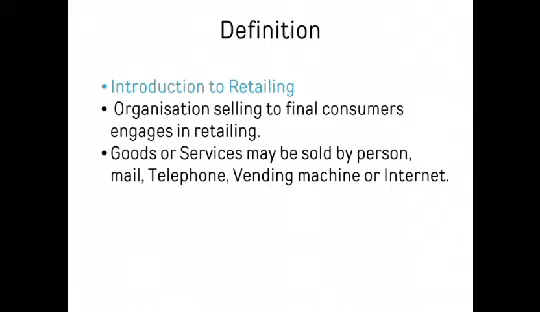 Definition
• Introduction to Retailing
• Organisation selling to final consumers
engages in retailing.
• Goods or Services may be sold by person,
mail, Telephone, Vending machine or Internet.